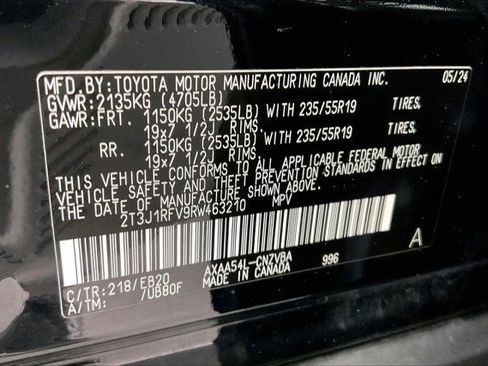 MFD. BY: TOYOTA MOTOR MANUFACTURING CANADA INC. 05/24
GVWR: 2135KG (4705LB)
GAWR: FRT. 1150KG (2535LB) WITH 235/55R19 TIRES.
19x7 1/2J RIMS.
RR. 1150KG (2535LB) WITH 235/55R19 TIRES.
19x7 1/2J RIMS.
THIS VEHICLE CONFORMS TO ALL APPLICABLE FEDERAL MOTOR
VEHICLE SAFETY AND THEFT PREVENTION STANDARDS IN EFFECT ON
THE DATE OF MANUFACTURE SHOWN ABOVE.
2T3J1RFV9RW463210 MPV
AXAA54L-CNZVBA 996 A
MADE IN CANADA
C/TR: 218/EB20
A/TM: /UB80F